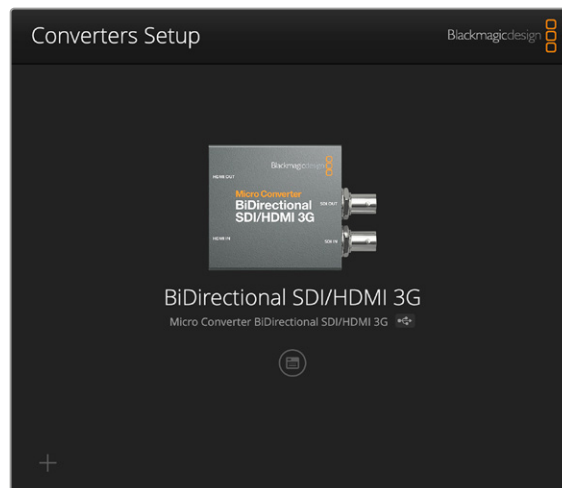 Converters Setup
Blackmagicdesign
Blackmagicdesign
HDMI OUT
Micro Converter
BiDirectional
SDI/HDMI 3G
SDI OUT
HDMI IN
SDI IN
BiDirectional SDI/HDMI 3G
Micro Converter BiDirectional SDI/HDMI 3G